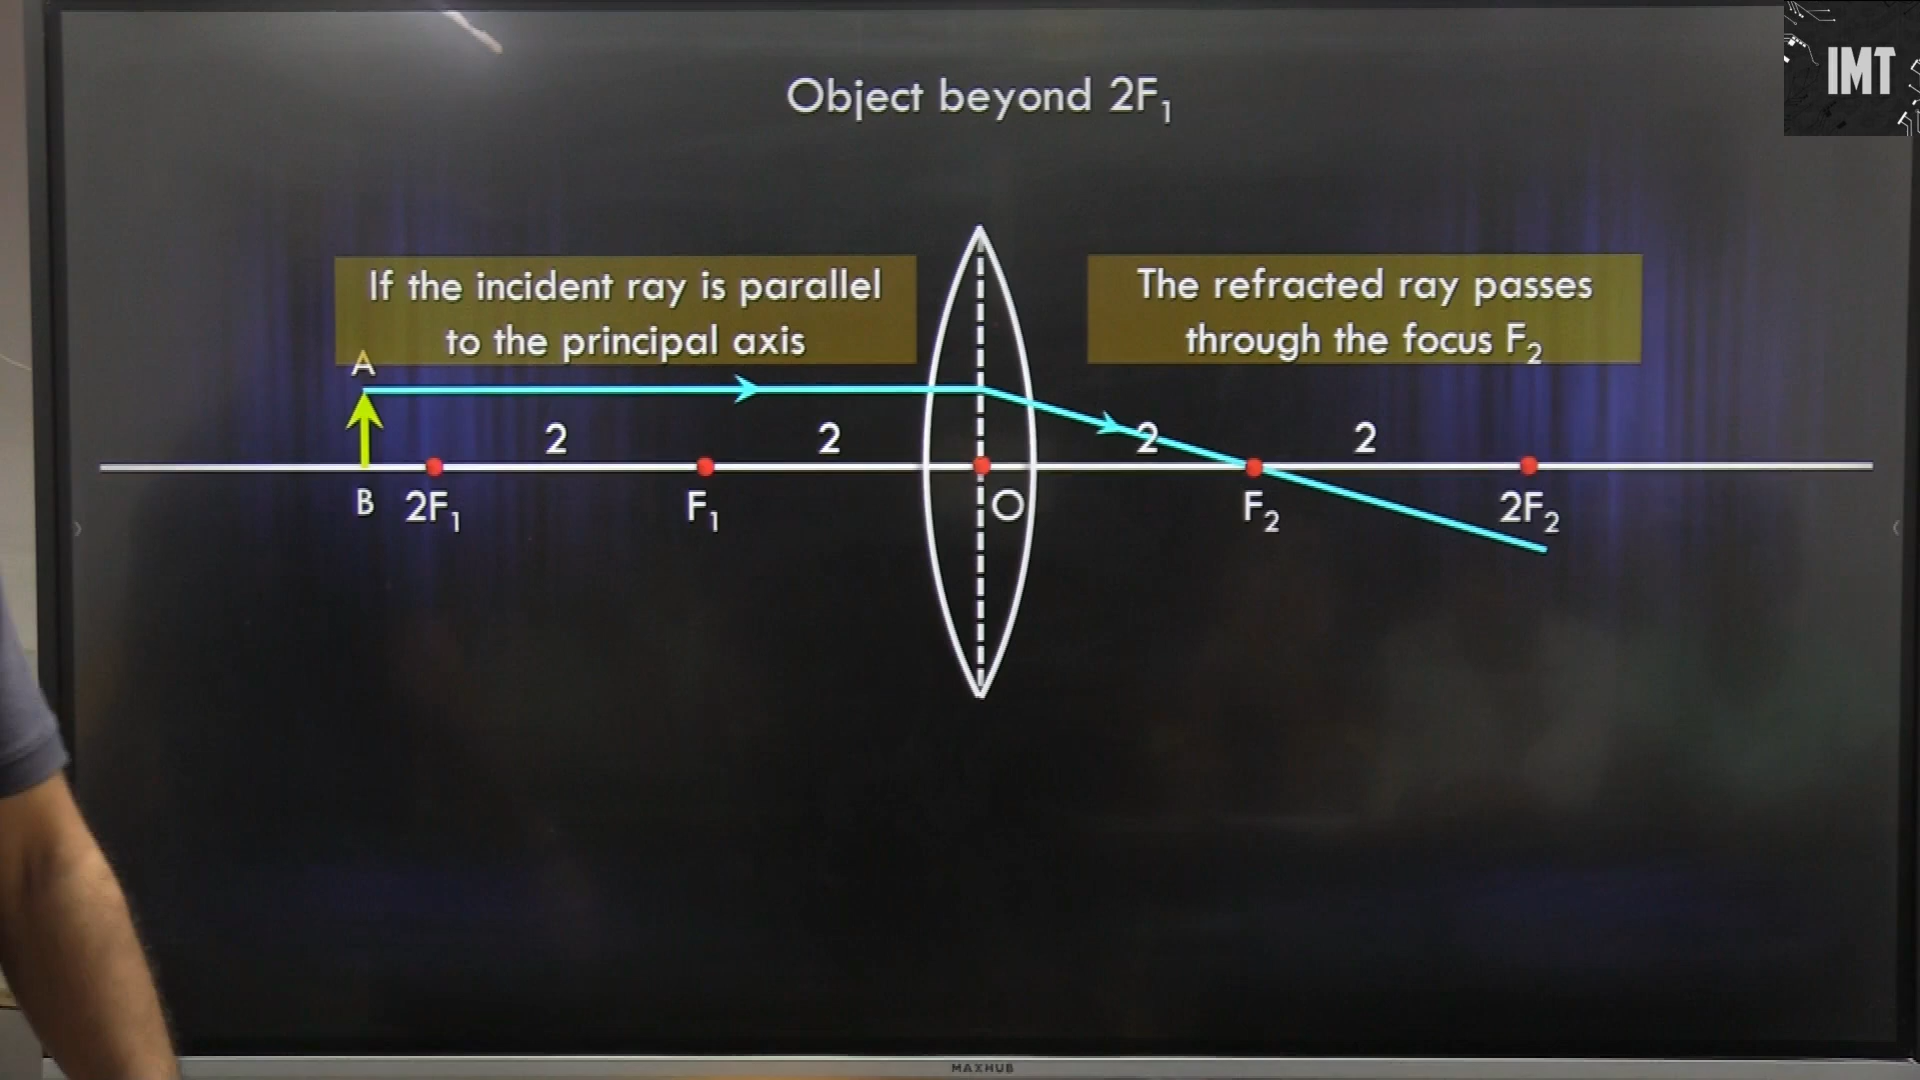 IMT
Object beyond 2F₁
If the incident ray is parallel
to the principal axis
The refracted ray passes
through the focus F₂
A
2 2 2 2
B 2F₁ F₁ O F₂ 2F₂
MAXHUB